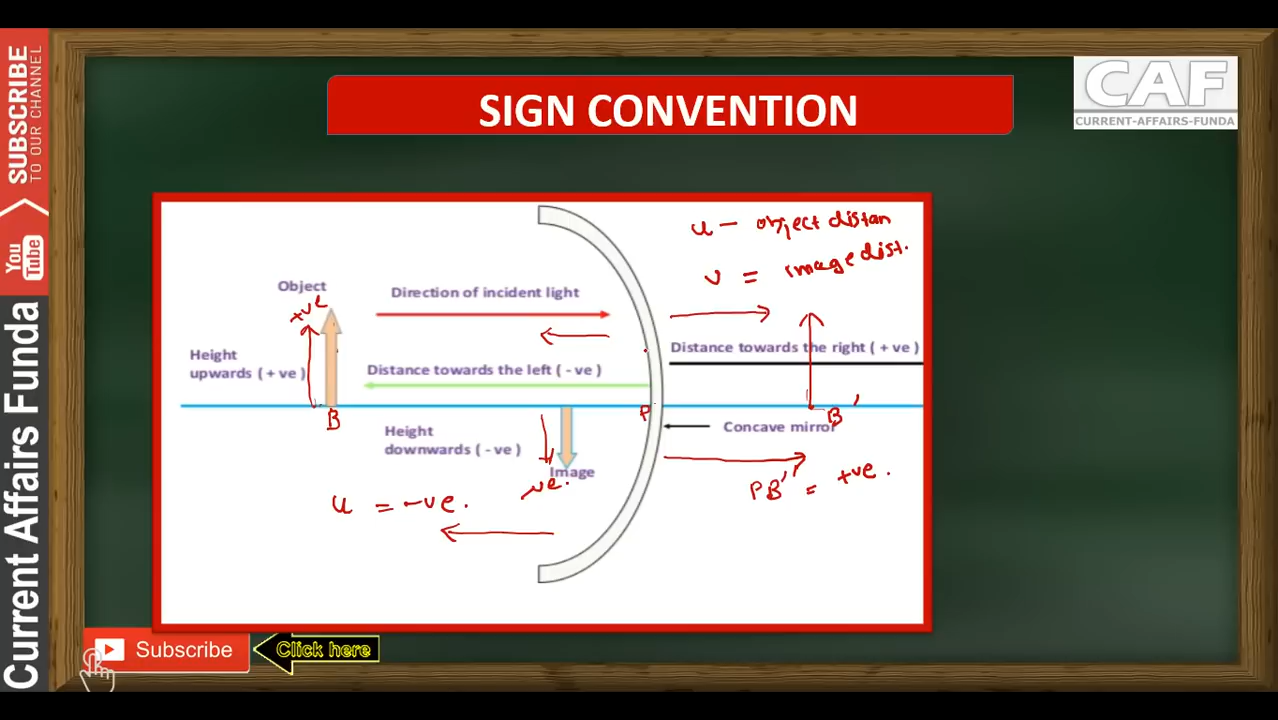 SUBSCRIBE
TO OUR CHANNEL
You
Tube
Current Affairs Funda
SIGN CONVENTION
CAF
CURRENT-AFFAIRS-FUNDA
u - object distan
v = image dist.
Object
+ve
Direction of incident light
Height
upwards ( + ve )
Distance towards the left ( - ve )
Distance towards the right ( + ve )
B
P
B'
Height
downwards ( - ve )
Concave mirror
Image
-ve.
u = -ve.
PB' = +ve.
Subscribe
Click here